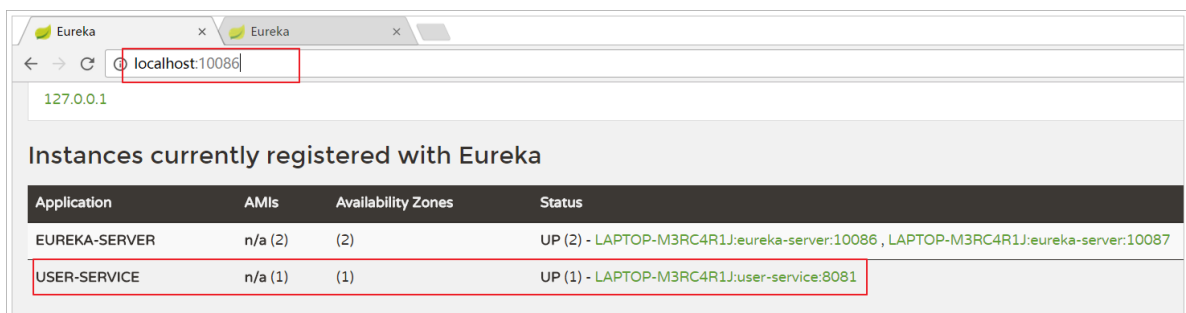 Eureka × Eureka ×
localhost:10086
127.0.0.1
Instances currently registered with Eureka
Application AMIs Availability Zones Status
EUREKA-SERVER n/a (2) (2) UP (2) - LAPTOP-M3RC4R1J:eureka-server:10086 , LAPTOP-M3RC4R1J:eureka-server:10087
USER-SERVICE n/a (1) (1) UP (1) - LAPTOP-M3RC4R1J:user-service:8081